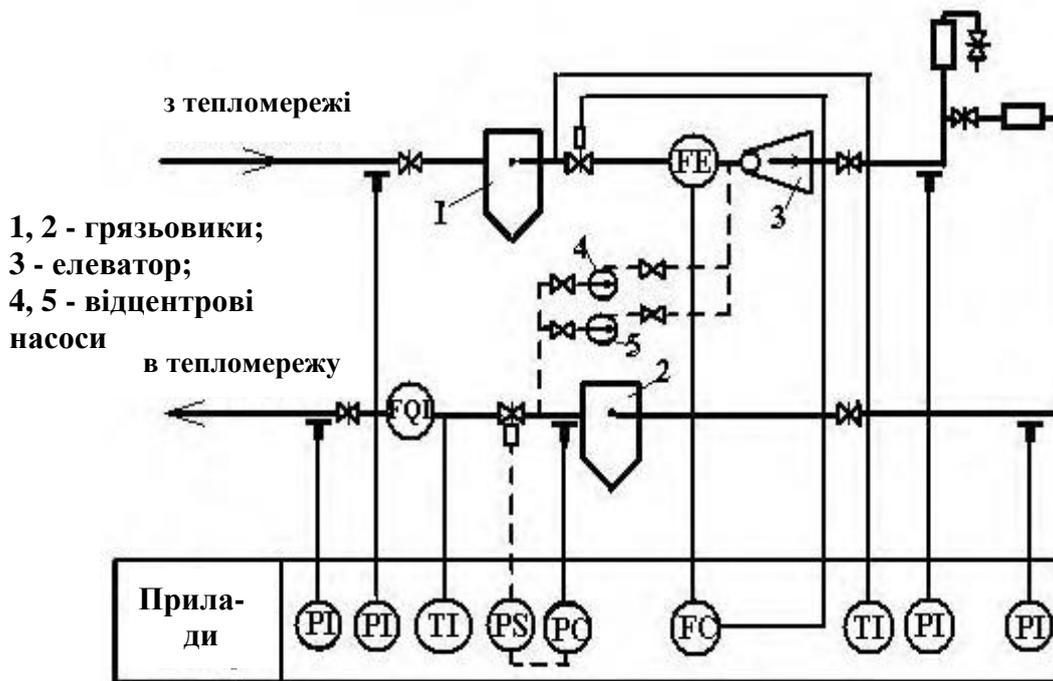 з тепломережі
FE
1
3
1, 2 - грязьовики;
3 - елеватор;
4, 5 - відцентрові
насоси
4
5
в тепломережу
2
FQI
Прила-
ди
PI PI TI PS PC FC TI PI PI